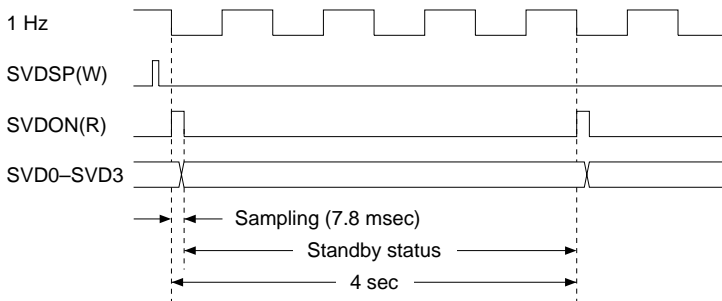 1 Hz
SVDSP(W)
SVDON(R)
SVD0–SVD3
Sampling (7.8 msec)
Standby status
4 sec